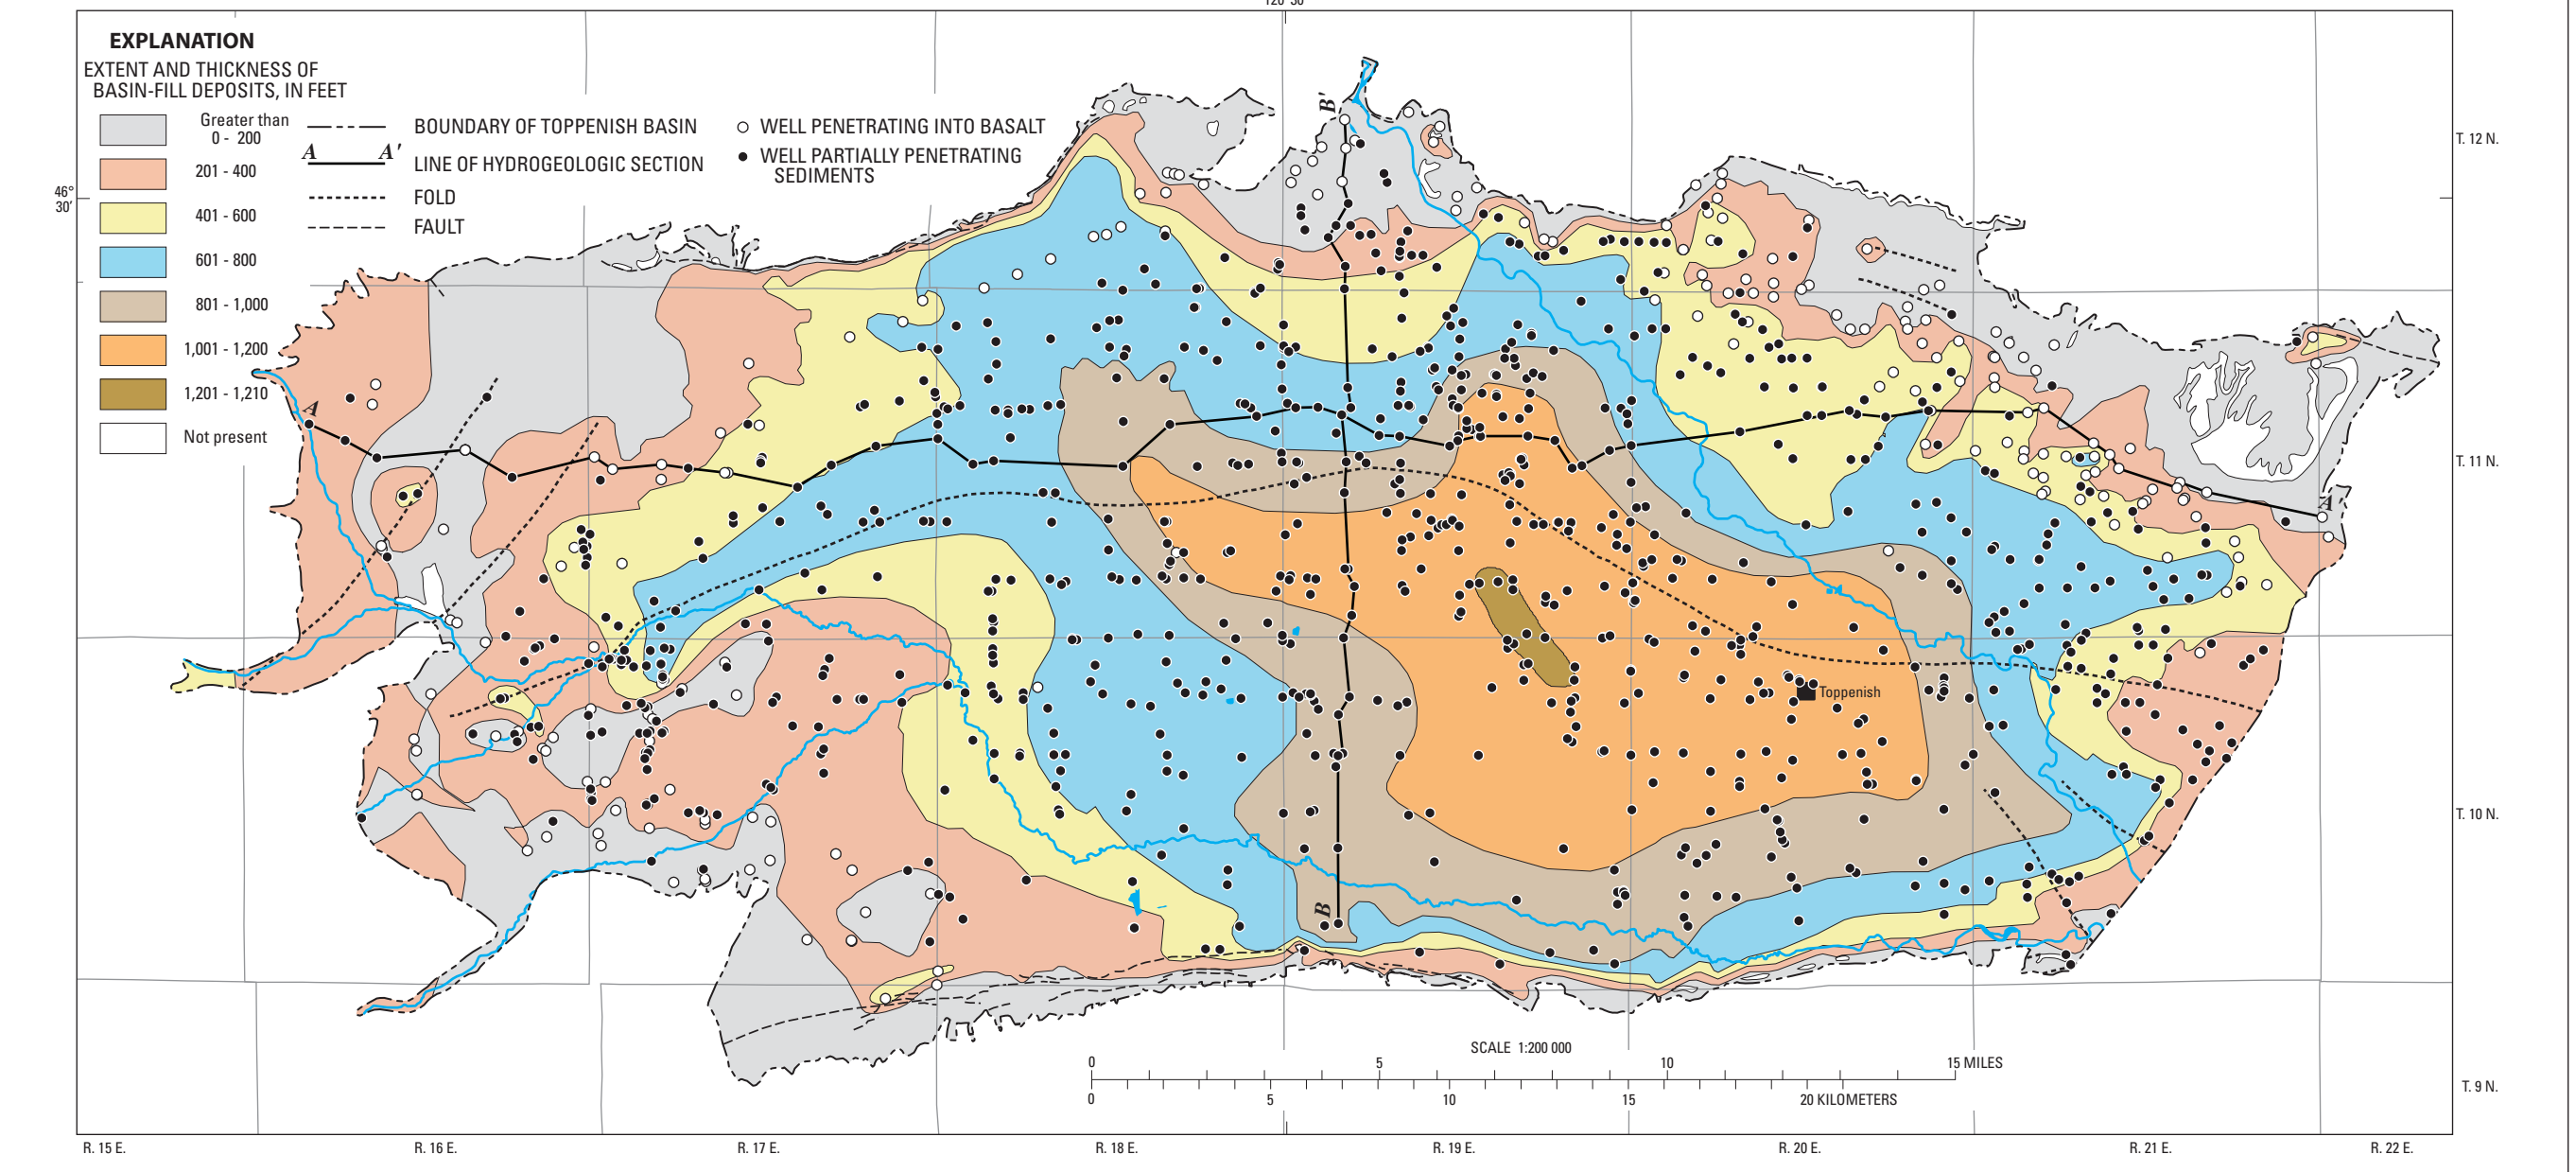 120°30'
EXPLANATION
EXTENT AND THICKNESS OF
BASIN-FILL DEPOSITS, IN FEET
Greater than
0 - 200
201 - 400
401 - 600
601 - 800
801 - 1,000
1,001 - 1,200
1,201 - 1,210
Not present
BOUNDARY OF TOPPENISH BASIN
A A'
LINE OF HYDROGEOLOGIC SECTION
FOLD
FAULT
WELL PENETRATING INTO BASALT
WELL PARTIALLY PENETRATING
SEDIMENTS
46°
30'
B'
A
A'
B
Toppenish
T. 12 N.
T. 11 N.
T. 10 N.
T. 9 N.
SCALE 1:200 000
0 5 10 15 MILES
0 5 10 15 20 KILOMETERS
R. 15 E. R. 16 E. R. 17 E. R. 18 E. R. 19 E. R. 20 E. R. 21 E. R. 22 E.